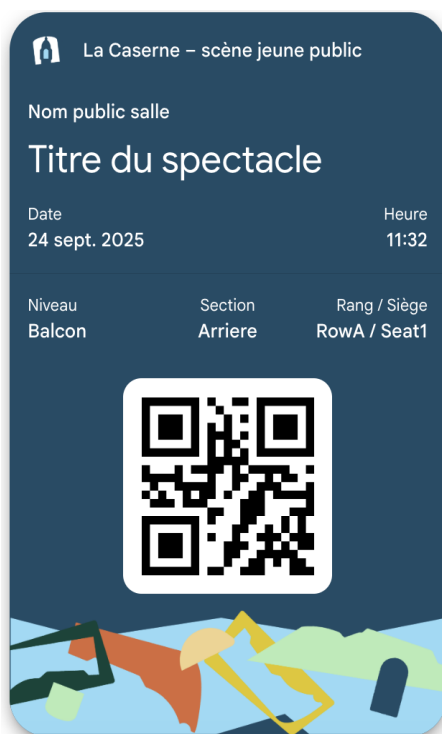 La Caserne – scène jeune public
Nom public salle
Titre du spectacle
Date Heure
24 sept. 2025 11:32
Niveau Section Rang / Siège
Balcon Arriere RowA / Seat1